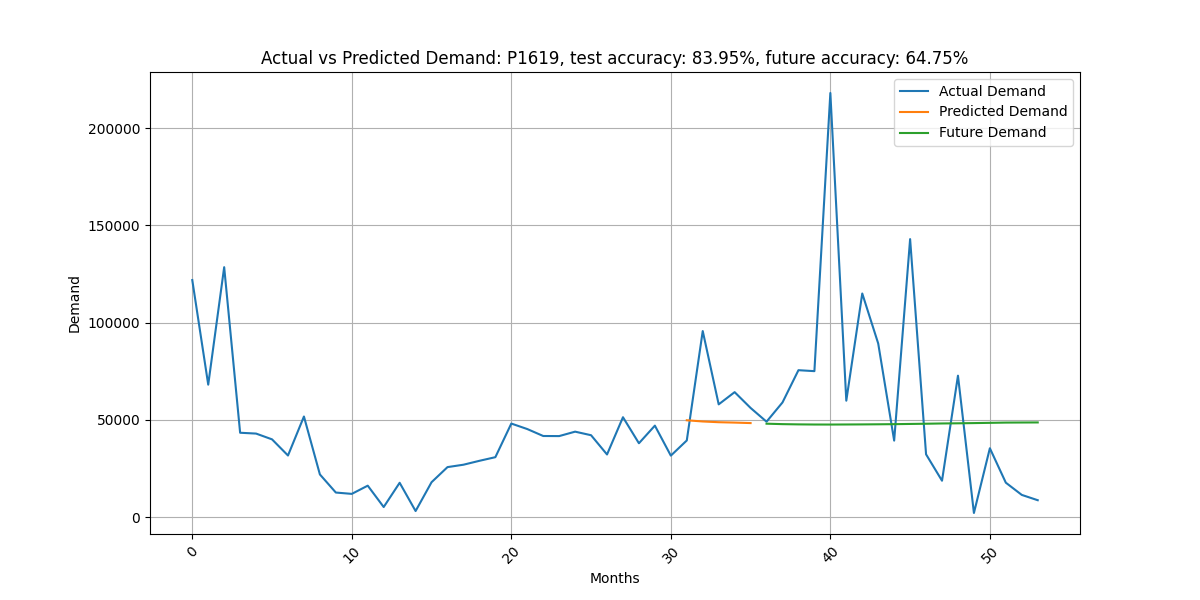 Actual vs Predicted Demand: P1619, test accuracy: 83.95%, future accuracy: 64.75%
Actual Demand
Predicted Demand
Future Demand
200000
150000
100000
50000
0
Demand
0 10 20 30 40 50
Months